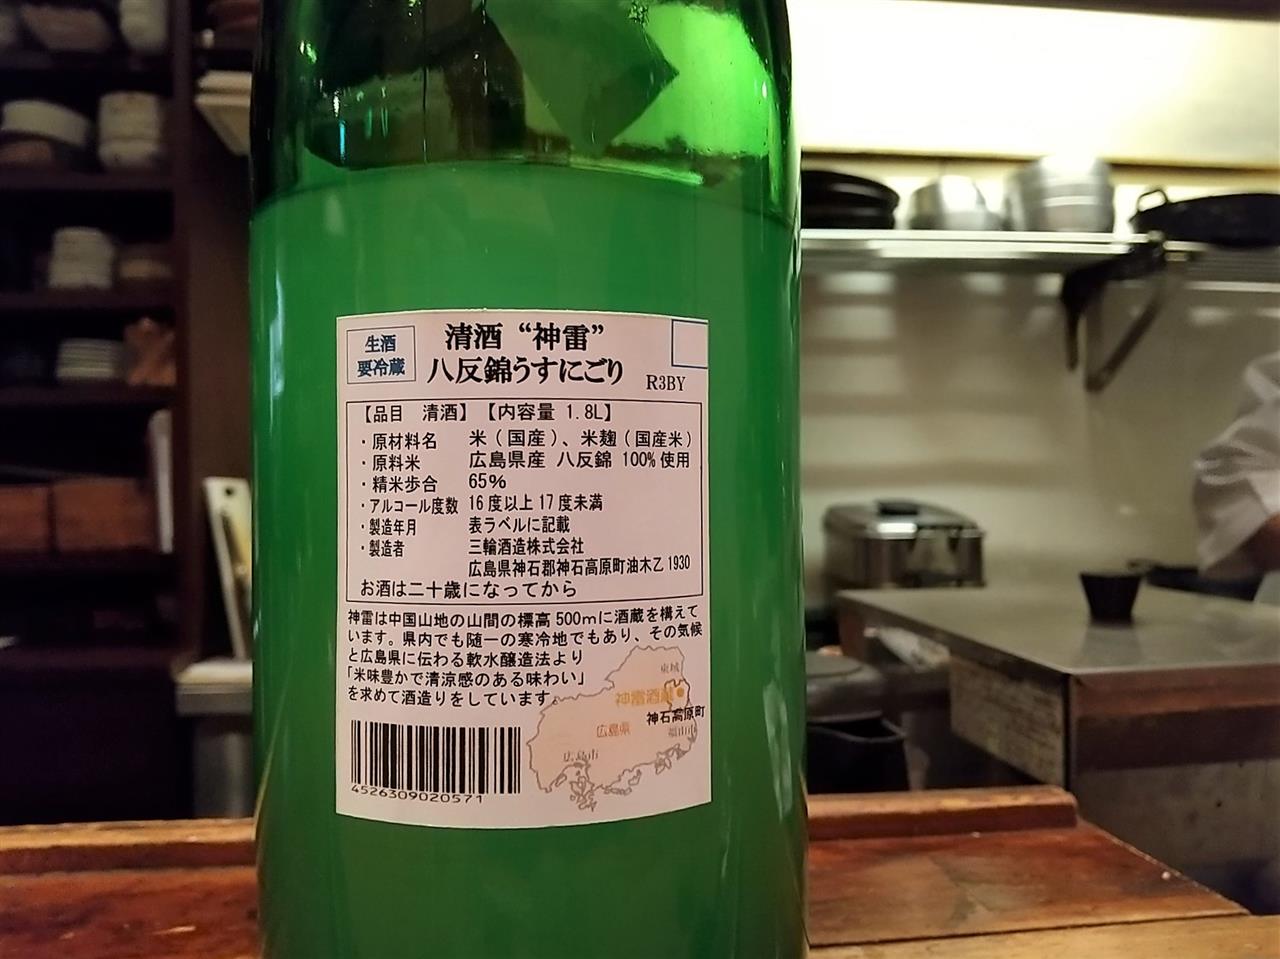 生酒
要冷蔵
清酒 “神雷”
八反錦うすにごり
R3BY
【品目 清酒】【内容量 1.8L】
・原材料名 米（国産）、米麹（国産米）
・原料米 広島県産 八反錦 100%使用
・精米歩合 65%
・アルコール度数 16度以上17度未満
・製造年月 表ラベルに記載
・製造者 三輪酒造株式会社
広島県神石郡神石高原町油木乙1930
お酒は二十歳になってから
神雷は中国山地の山間の標高500mに酒蔵を構えて
います。県内でも随一の寒冷地でもあり、その気候
と広島県に伝わる軟水醸造法より
「米味豊かで清涼感のある味わい」
を求めて酒造りをしています。
東城
神雷酒蔵
神石高原町
広島県
福山市
広島市
4526309020571